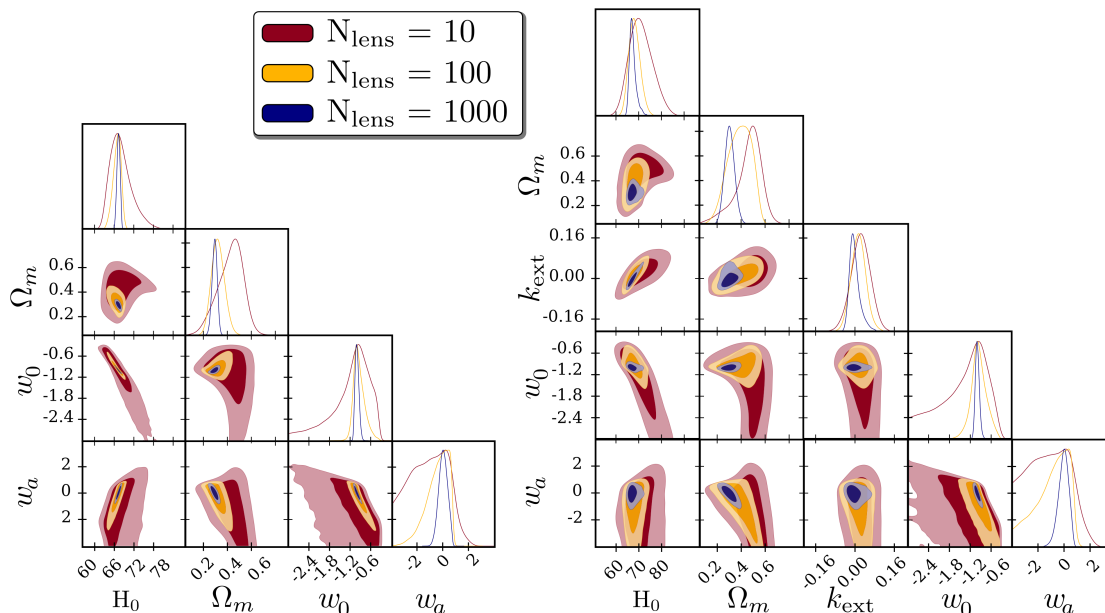 N_lens = 10
N_lens = 100
N_lens = 1000
Ω_m
0.6
0.4
0.2
w_0
-0.6
-1.2
-1.8
-2.4
w_a
2
0
2
60 66 72 78
0.2 0.4 0.6
-2.4 -1.8 -1.2 -0.6
-2 0 2
H_0 Ω_m w_0 w_a
Ω_m
0.6
0.4
0.2
k_ext
0.16
0.00
-0.16
w_0
-0.6
-1.2
-1.8
-2.4
w_a
2
0
-2
60 70 80
0.2 0.4 0.6
-0.16 0.00 0.16
-2.4 -1.8 -1.2 -0.6
-2 0 2
H_0 Ω_m k_ext w_0 w_a